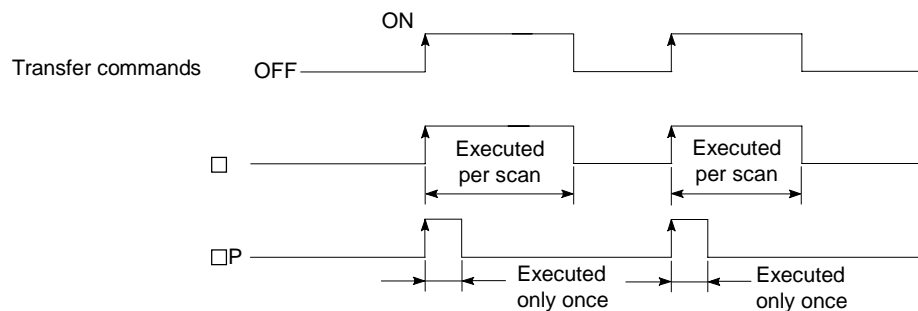 ON
Transfer commands OFF
□ Executed Executed
per scan per scan
□P
Executed Executed
only once only once